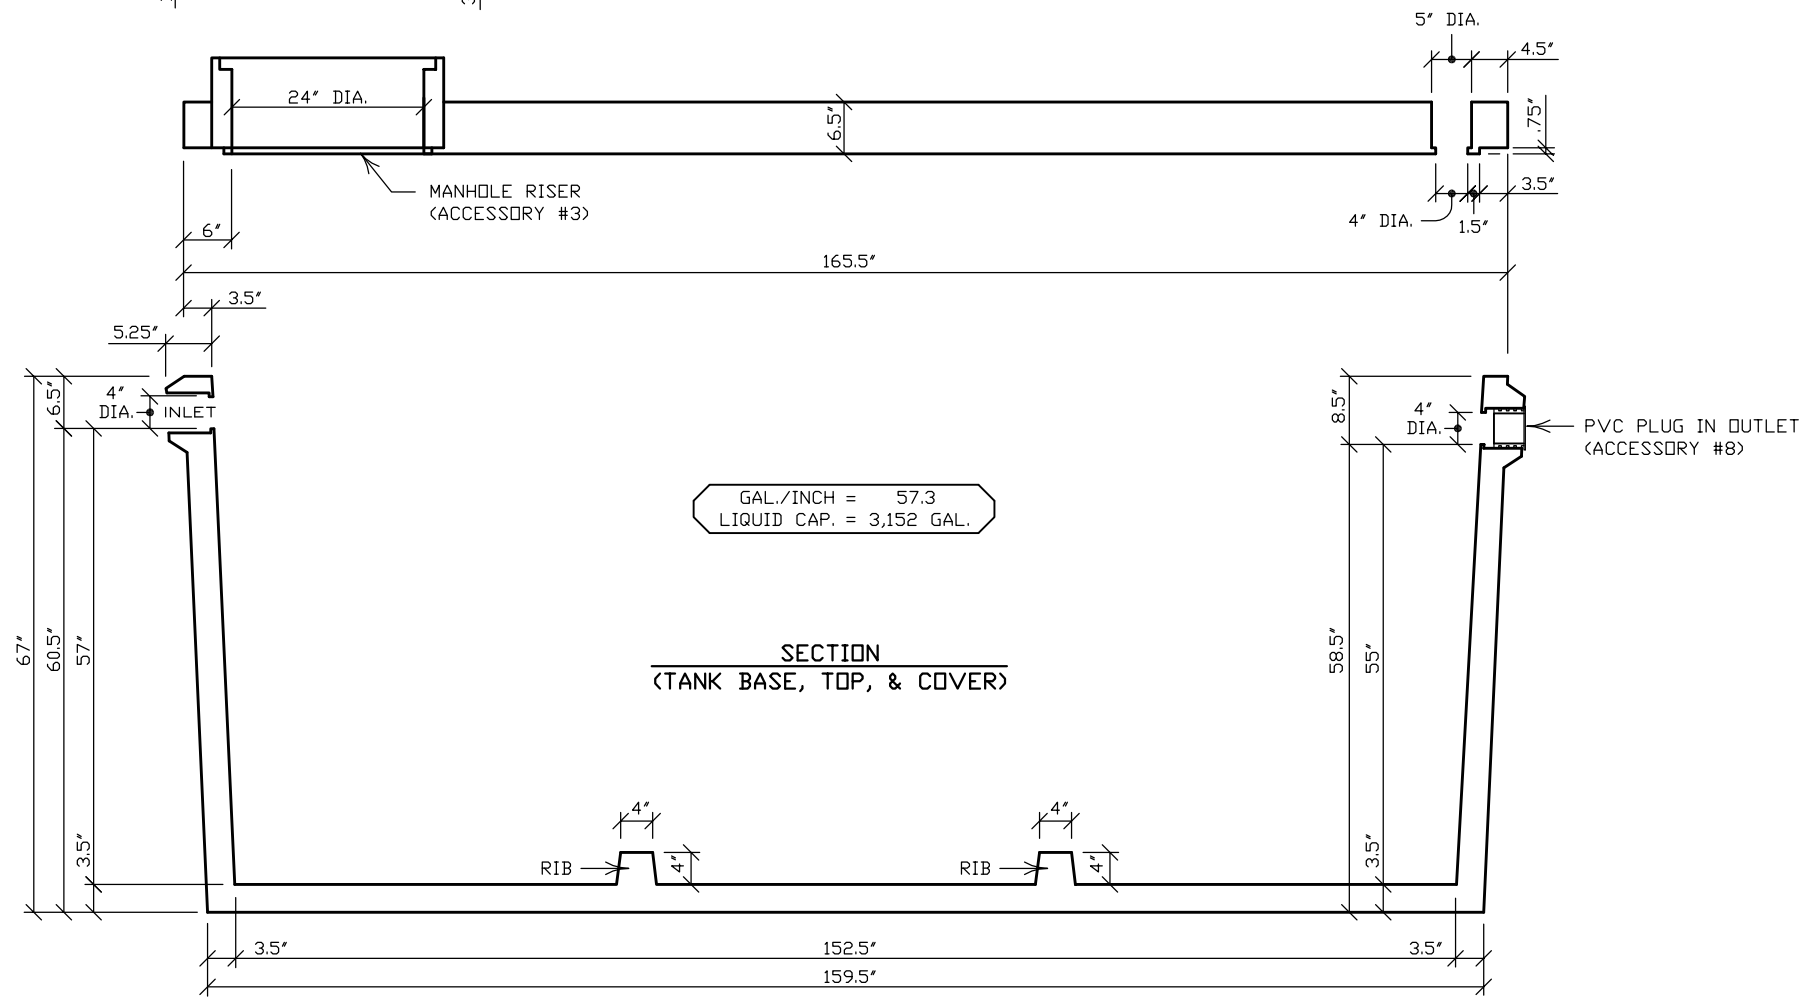 5" DIA.
4.5"
24" DIA.
6.5"
.75"
MANHOLE RISER
(ACCESSORY #3)
3.5"
4" DIA.
1.5"
6"
165.5"
3.5"
5.25"
6.5"
4"
DIA.
INLET
8.5"
4"
DIA.
PVC PLUG IN OUTLET
(ACCESSORY #8)
GAL./INCH = 57.3
LIQUID CAP. = 3,152 GAL.
67"
60.5"
57"
SECTION
(TANK BASE, TOP, & COVER)
58.5"
55"
4"
4"
3.5"
RIB
4"
RIB
4"
3.5"
3.5"
152.5"
3.5"
159.5"